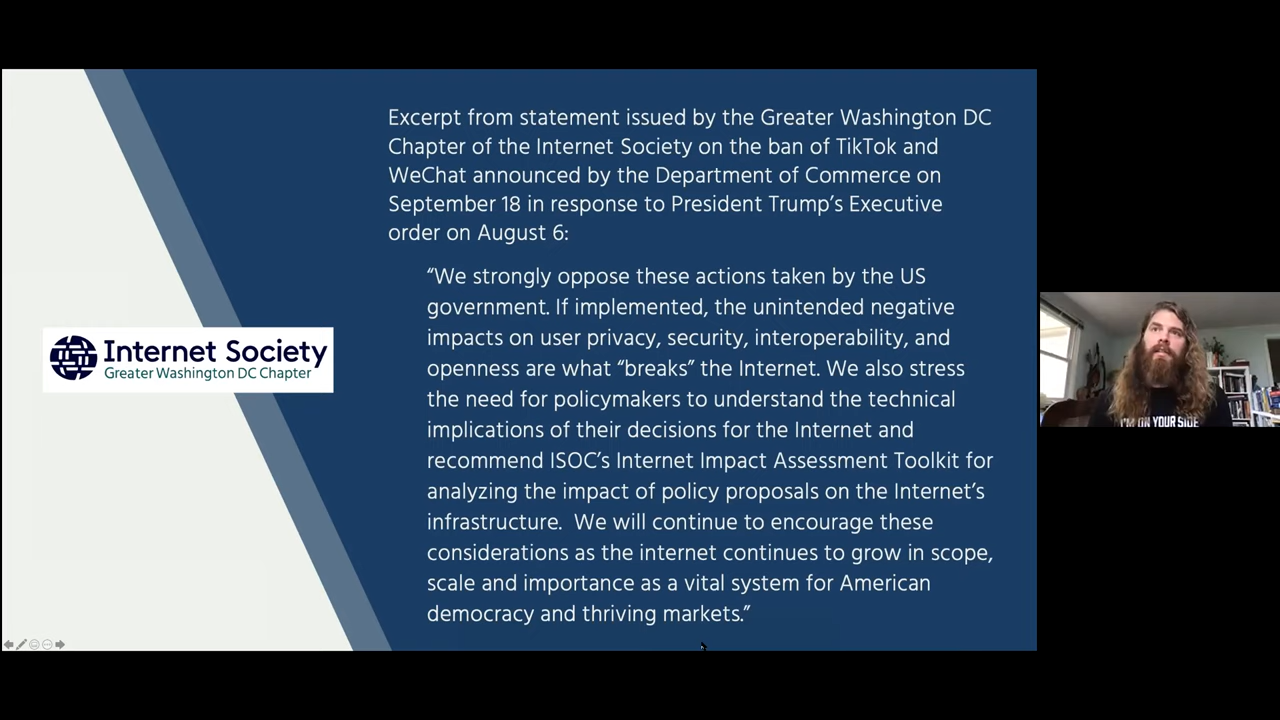 Excerpt from statement issued by the Greater Washington DC
Chapter of the Internet Society on the ban of TikTok and
WeChat announced by the Department of Commerce on
September 18 in response to President Trump’s Executive
order on August 6:
“We strongly oppose these actions taken by the US
government. If implemented, the unintended negative
impacts on user privacy, security, interoperability, and
openness are what “breaks” the Internet. We also stress
the need for policymakers to understand the technical
implications of their decisions for the Internet and
recommend ISOC’s Internet Impact Assessment Toolkit for
analyzing the impact of policy proposals on the Internet’s
infrastructure.  We will continue to encourage these
considerations as the internet continues to grow in scope,
scale and importance as a vital system for American
democracy and thriving markets.”
Internet Society
Greater Washington DC Chapter
I'M ON YOUR SIDE